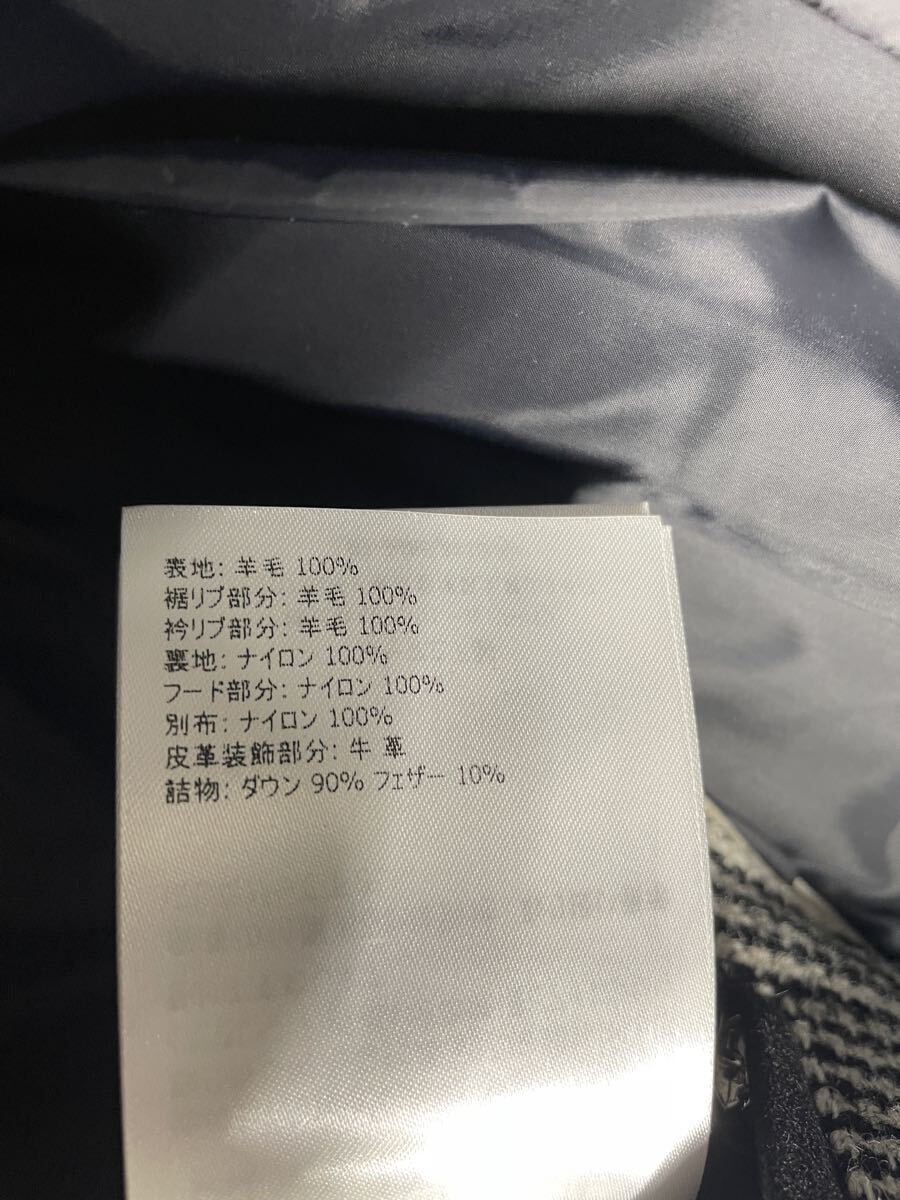 表地: 羊毛 100%
裾リブ部分: 羊毛 100%
衿リブ部分: 羊毛 100%
裏地: ナイロン 100%
フード部分: ナイロン 100%
別布: ナイロン 100%
皮革装飾部分: 牛 革
詰物: ダウン 90% フェザー 10%